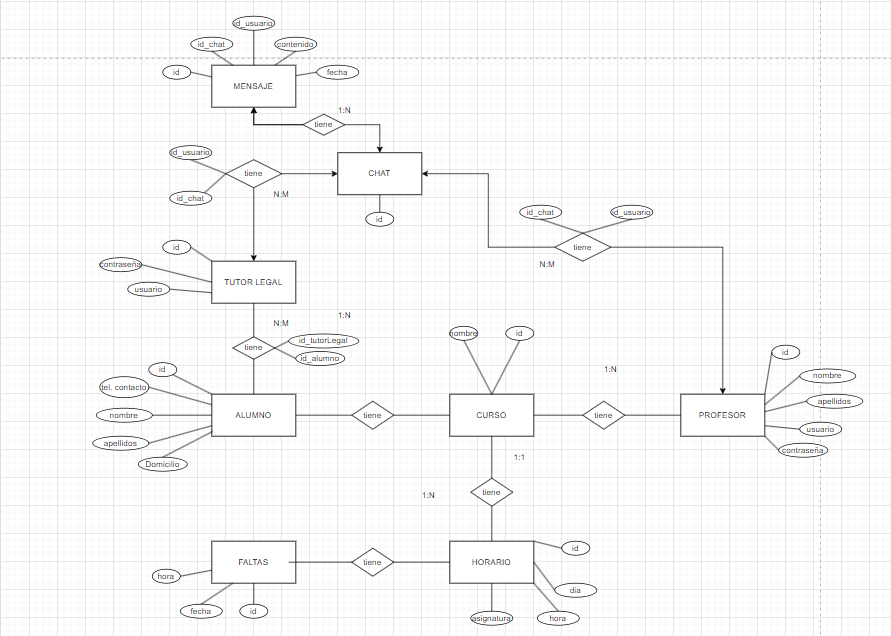 id_usuario
id_chat
contenido
id
fecha
MENSAJE
1:N
tiene
id_usuario
tiene
CHAT
id_chat
N:M
id
id_chat
id_usuario
id
tiene
contraseña
N:M
usuario
TUTOR LEGAL
1:N
N:M
nombre
id
tiene
id_tutorLegal
id_alumno
id
id
1:N
tel. contacto
nombre
apellidos
nombre
ALUMNO
tiene
CURSO
tiene
PROFESOR
usuario
apellidos
contraseña
Domicilio
1:1
1:N
tiene
id
FALTAS
tiene
HORARIO
hora
dia
fecha
id
asignatura
hora